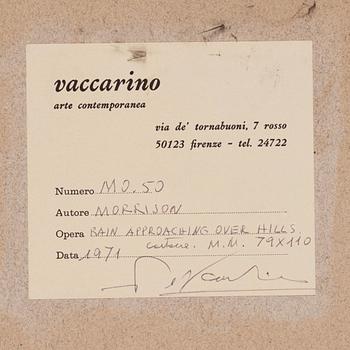 vaccarino
arte contemporanea
via de' tornabuoni, 7 rosso
50123 firenze - tel. 24722
Numero MO.50
Autore MORRISON
Opera RAIN APPROACHING OVER HILLS
cartone. M.M. 79X110
Data 1971